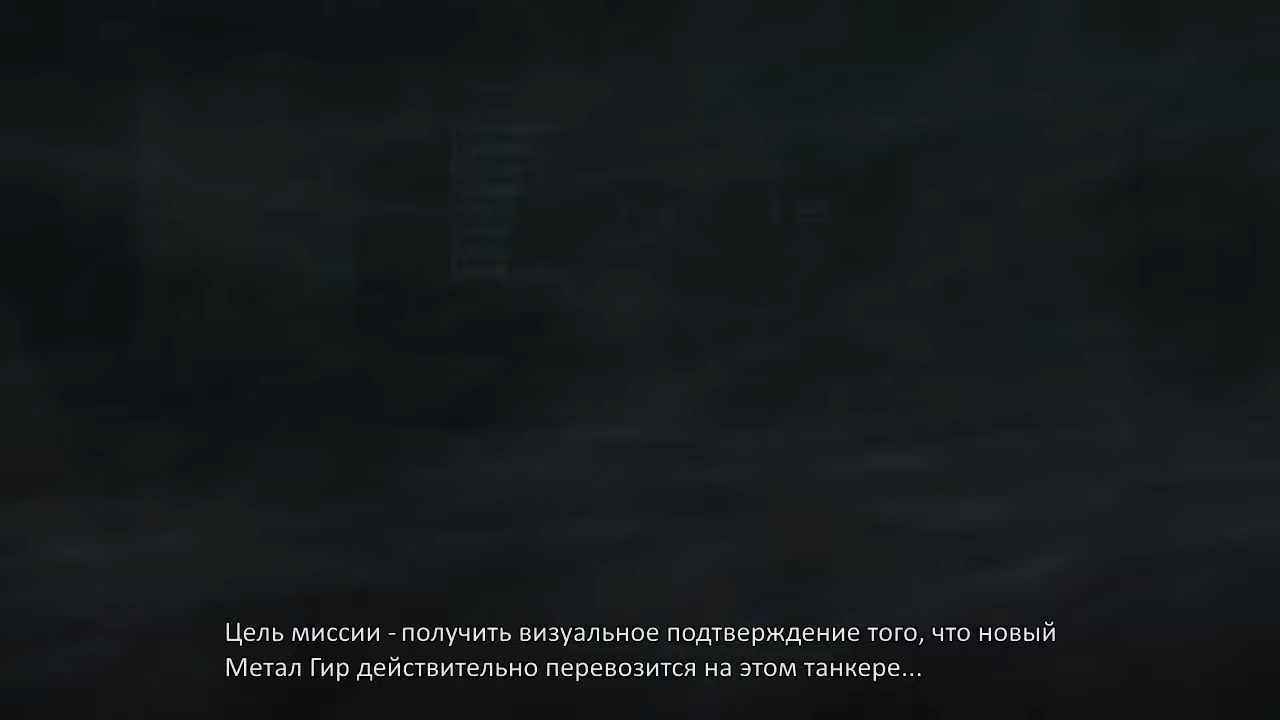 Цель миссии - получить визуальное подтверждение того, что новый
Метал Гир действительно перевозится на этом танкере...